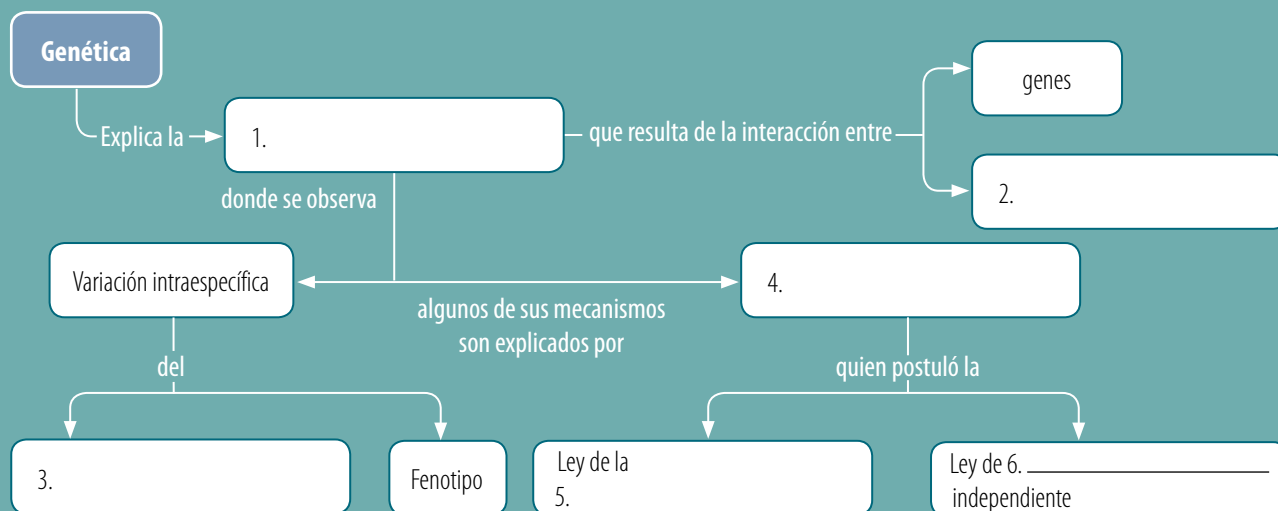 Genética
Explica la
1.
que resulta de la interacción entre
genes
2.
donde se observa
Variación intraespecífica
algunos de sus mecanismos
son explicados por
4.
del
quien postuló la
3.
Fenotipo
Ley de la
5.
Ley de 6. ____________________
independiente